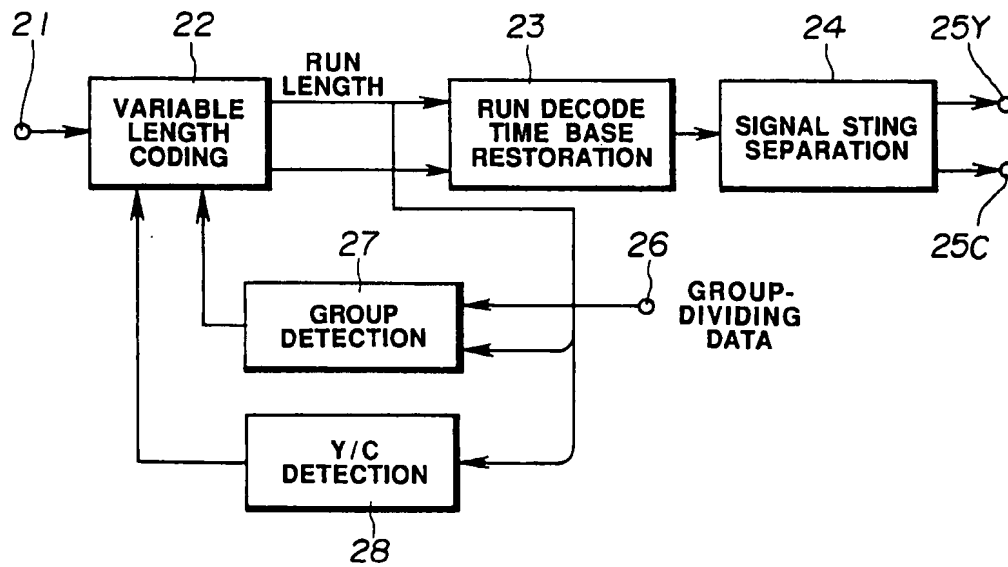 21
22
23
24
25Y
RUN
LENGTH
VARIABLE
LENGTH
CODING
RUN DECODE
TIME BASE
RESTORATION
SIGNAL STING
SEPARATION
25C
27
26
GROUP
DETECTION
GROUP-
DIVIDING
DATA
Y/C
DETECTION
28